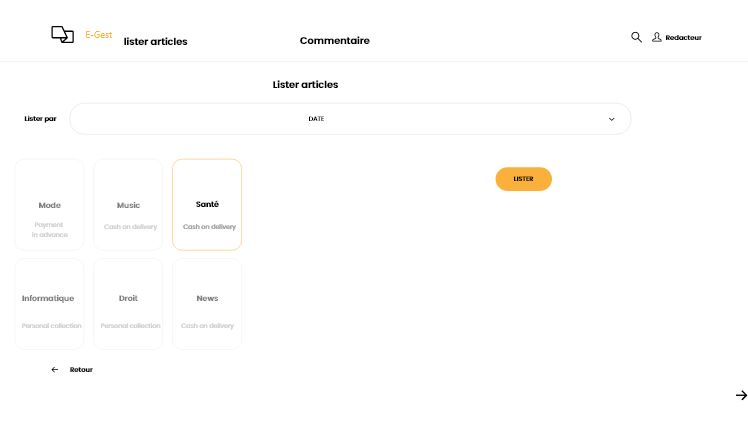 E-Gest
lister articles
Commentaire
Redacteur
Lister articles
Lister par
DATE
LISTER
Mode
Payment
in advance
Music
Cash on delivery
Santé
Cash on delivery
Informatique
Personal collection
Droit
Personal collection
News
Cash on delivery
Retour